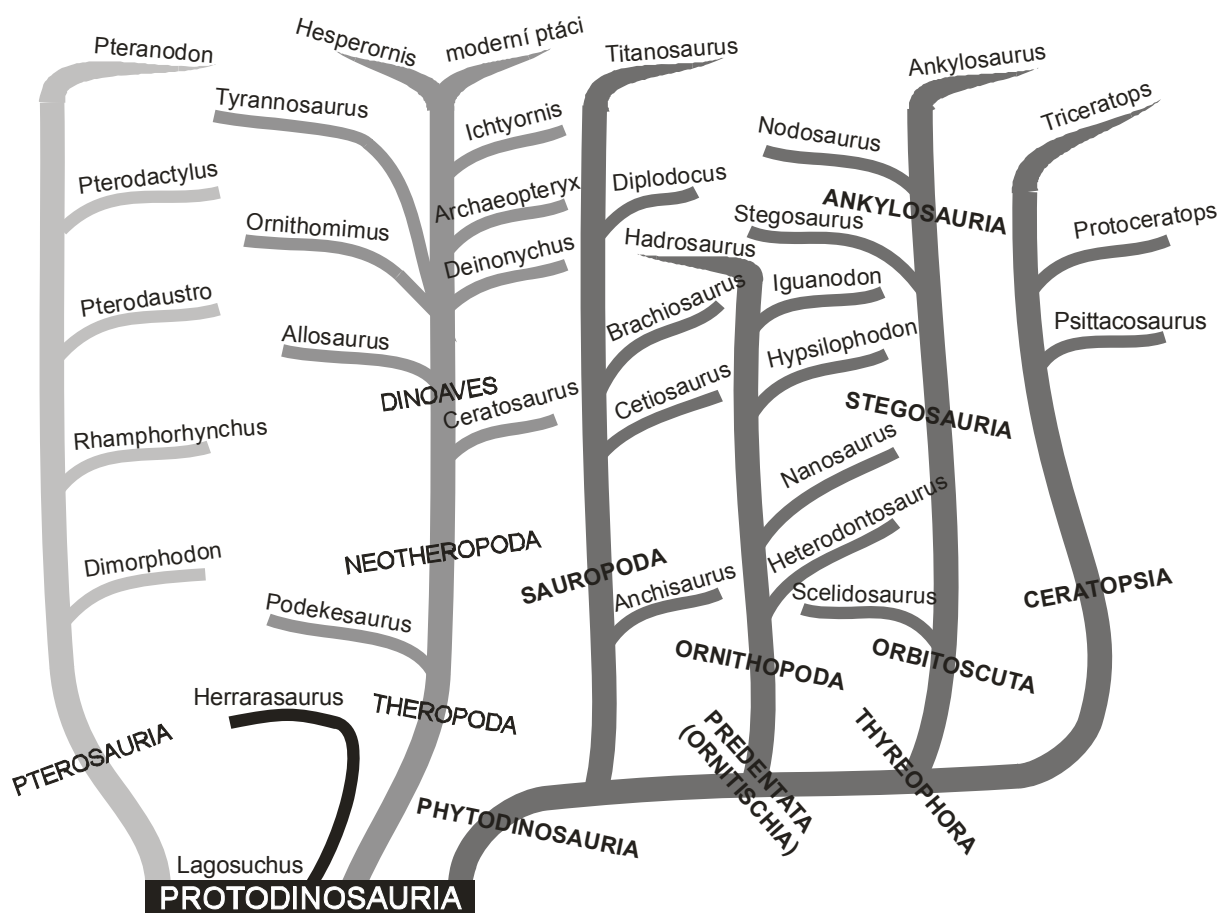 Pteranodon
Hesperornis
moderní ptáci
Titanosaurus
Ankylosaurus
Triceratops
Tyrannosaurus
Ichtyornis
Nodosaurus
Pterodactylus
Archaeopteryx
Diplodocus
ANKYLOSAURIA
Stegosaurus
Protoceratops
Ornithomimus
Deinonychus
Hadrosaurus
Iguanodon
Pterodaustro
Brachiosaurus
Psittacosaurus
Allosaurus
Hypsilophodon
DINOAVES
Ceratosaurus
Cetiosaurus
STEGOSAURIA
Rhamphorhynchus
Nanosaurus
NEOTHEROPODA
Heterodontosaurus
Dimorphodon
SAUROPODA
Anchisaurus
Scelidosaurus
CERATOPSIA
Podekesaurus
ORNITHOPODA
ORBITOSCUTA
Herrarasaurus
THEROPODA
PTEROSAURIA
PREDENTATA
(ORNITISCHIA)
THYREOPHORA
PHYTODINOSAURIA
Lagosuchus
PROTODINOSAURIA